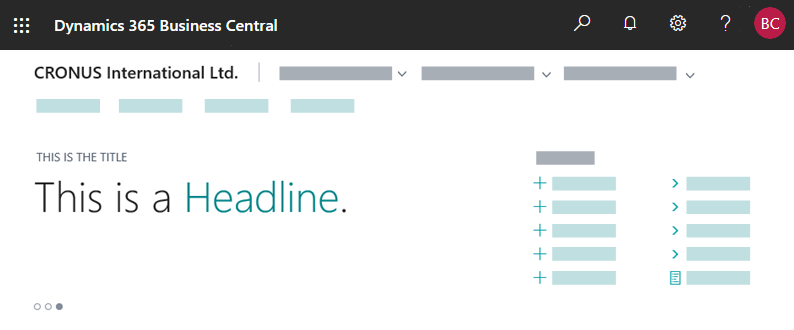 Dynamics 365 Business Central
?
BC
CRONUS International Ltd.
THIS IS THE TITLE
This is a Headline.